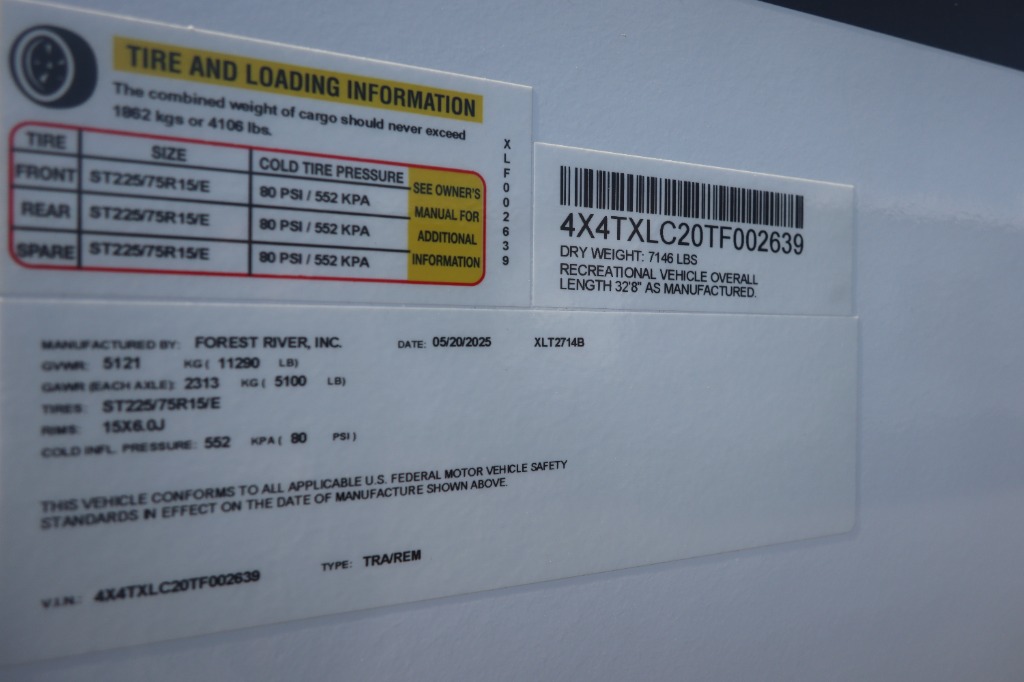 TIRE AND LOADING INFORMATION
The combined weight of cargo should never exceed
1862 kgs or 4106 lbs.
TIRE SIZE COLD TIRE PRESSURE SEE OWNER'S MANUAL FOR ADDITIONAL INFORMATION
FRONT ST225/75R15/E 80 PSI / 552 KPA
REAR ST225/75R15/E 80 PSI / 552 KPA
SPARE ST225/75R15/E 80 PSI / 552 KPA
XLF002639
4X4TXLC20TF002639
DRY WEIGHT: 7146 LBS
RECREATIONAL VEHICLE OVERALL
LENGTH 32'8" AS MANUFACTURED.
MANUFACTURED BY: FOREST RIVER, INC. DATE: 05/20/2025 XLT2714B
GVWR: 5121 KG ( 11290 LB)
GAWR (EACH AXLE): 2313 KG ( 5100 LB)
TIRES: ST225/75R15/E
RIMS: 15X6.0J
COLD INFL. PRESSURE: 552 KPA ( 80 PSI )
THIS VEHICLE CONFORMS TO ALL APPLICABLE U.S. FEDERAL MOTOR VEHICLE SAFETY
STANDARDS IN EFFECT ON THE DATE OF MANUFACTURE SHOWN ABOVE.
V.I.N.: 4X4TXLC20TF002639 TYPE: TRA/REM